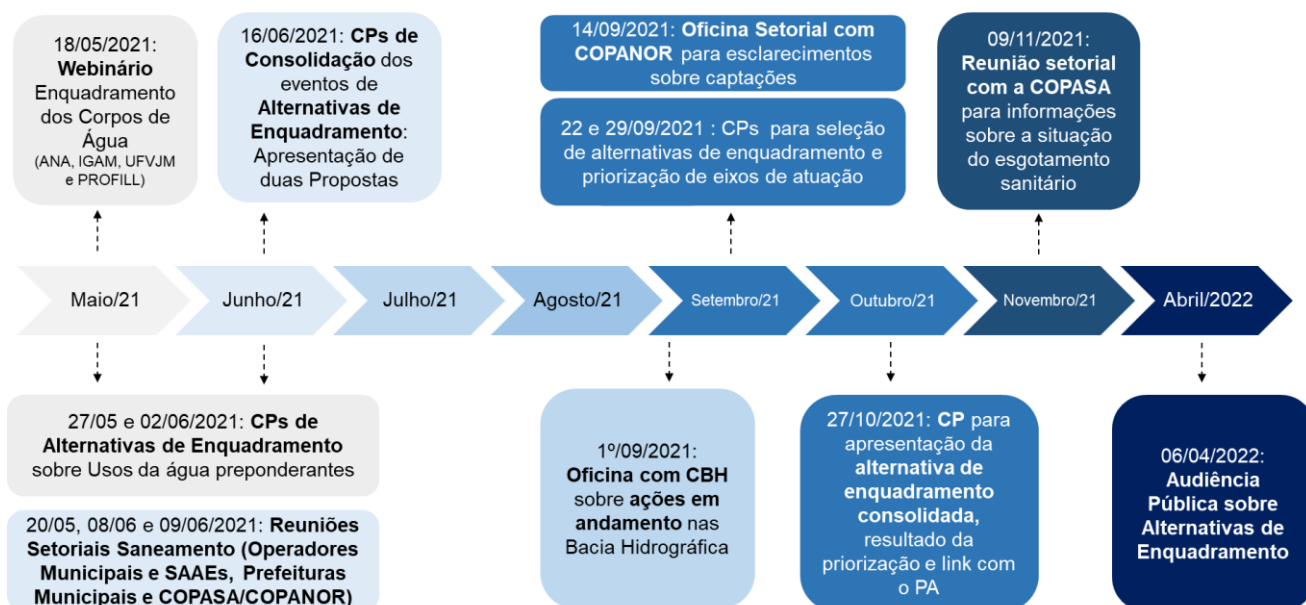 18/05/2021:
Webinário
Enquadramento
dos Corpos de
Água
(ANA, IGAM, UFVJM
e PROFILL)
16/06/2021: CPs de
Consolidação dos
eventos de
Alternativas de
Enquadramento:
Apresentação de
duas Propostas
14/09/2021: Oficina Setorial com
COPANOR para esclarecimentos
sobre captações
22 e 29/09/2021 : CPs para seleção
de alternativas de enquadramento e
priorização de eixos de atuação
09/11/2021:
Reunião setorial
com a COPASA
para informações
sobre a situação
do esgotamento
sanitário
Maio/21
Junho/21
Julho/21
Agosto/21
Setembro/21
Outubro/21
Novembro/21
Abril/2022
27/05 e 02/06/2021: CPs de
Alternativas de Enquadramento
sobre Usos da água preponderantes
20/05, 08/06 e 09/06/2021: Reuniões
Setoriais Saneamento (Operadores
Municipais e SAAEs, Prefeituras
Municipais e COPASA/COPANOR)
1º/09/2021:
Oficina com CBH
sobre ações em
andamento nas
Bacia Hidrográfica
27/10/2021: CP para
apresentação da
alternativa de
enquadramento
consolidada,
resultado da
priorização e link com
o PA
06/04/2022:
Audiência
Pública sobre
Alternativas de
Enquadramento